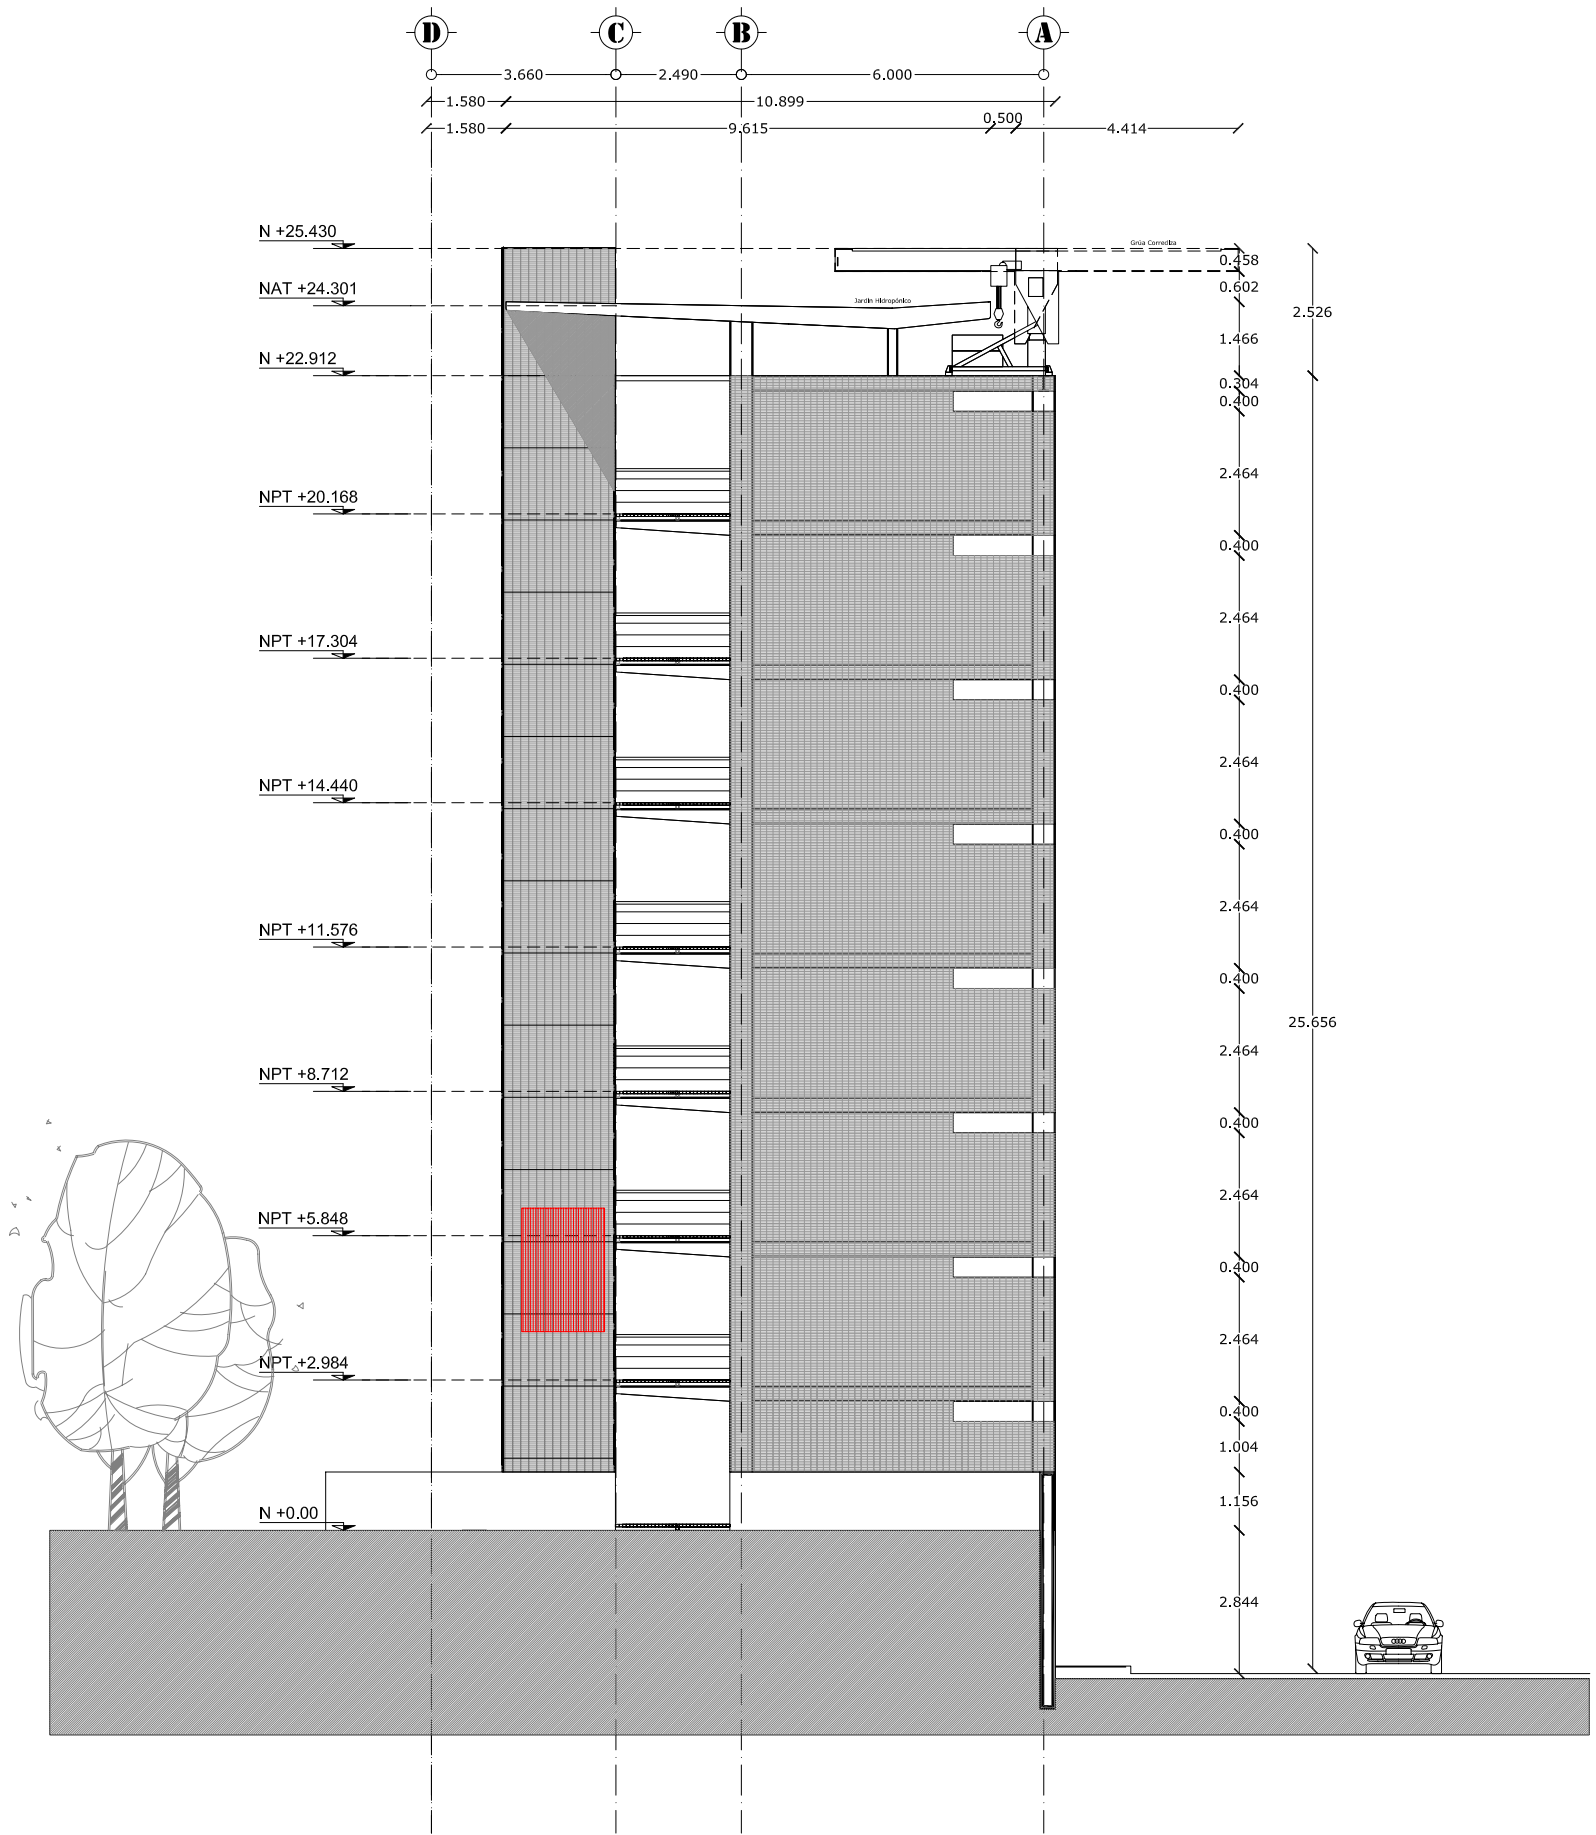 D C B A
3.660 2.490 6.000
1.580 10.899
1.580 9.615 0.500 4.414
N +25.430
Grúa Corrediza
0.458
0.602
NAT +24.301
Jardín Hidropónico
2.526
1.466
N +22.912
0.304
0.400
2.464
NPT +20.168
0.400
2.464
NPT +17.304
0.400
2.464
NPT +14.440
0.400
2.464
NPT +11.576
0.400
25.656
2.464
NPT +8.712
0.400
2.464
NPT +5.848
0.400
2.464
NPT +2.984
0.400
1.004
1.156
N +0.00
2.844